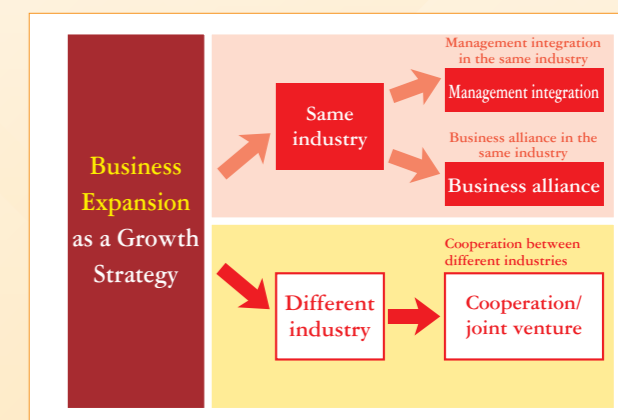 Business
Expansion
as a Growth
Strategy
Same
industry
Management integration
in the same industry
Management integration
Business alliance in the
same industry
Business alliance
Different
industry
Cooperation between
different industries
Cooperation/
joint venture